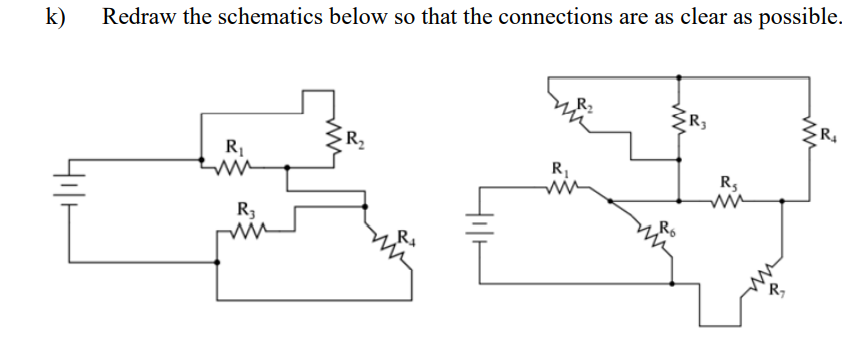 k) Redraw the schematics below so that the connections are as clear as possible.
R1
R2
R3
R4
R2
R3
R4
R1
R5
R6
R7